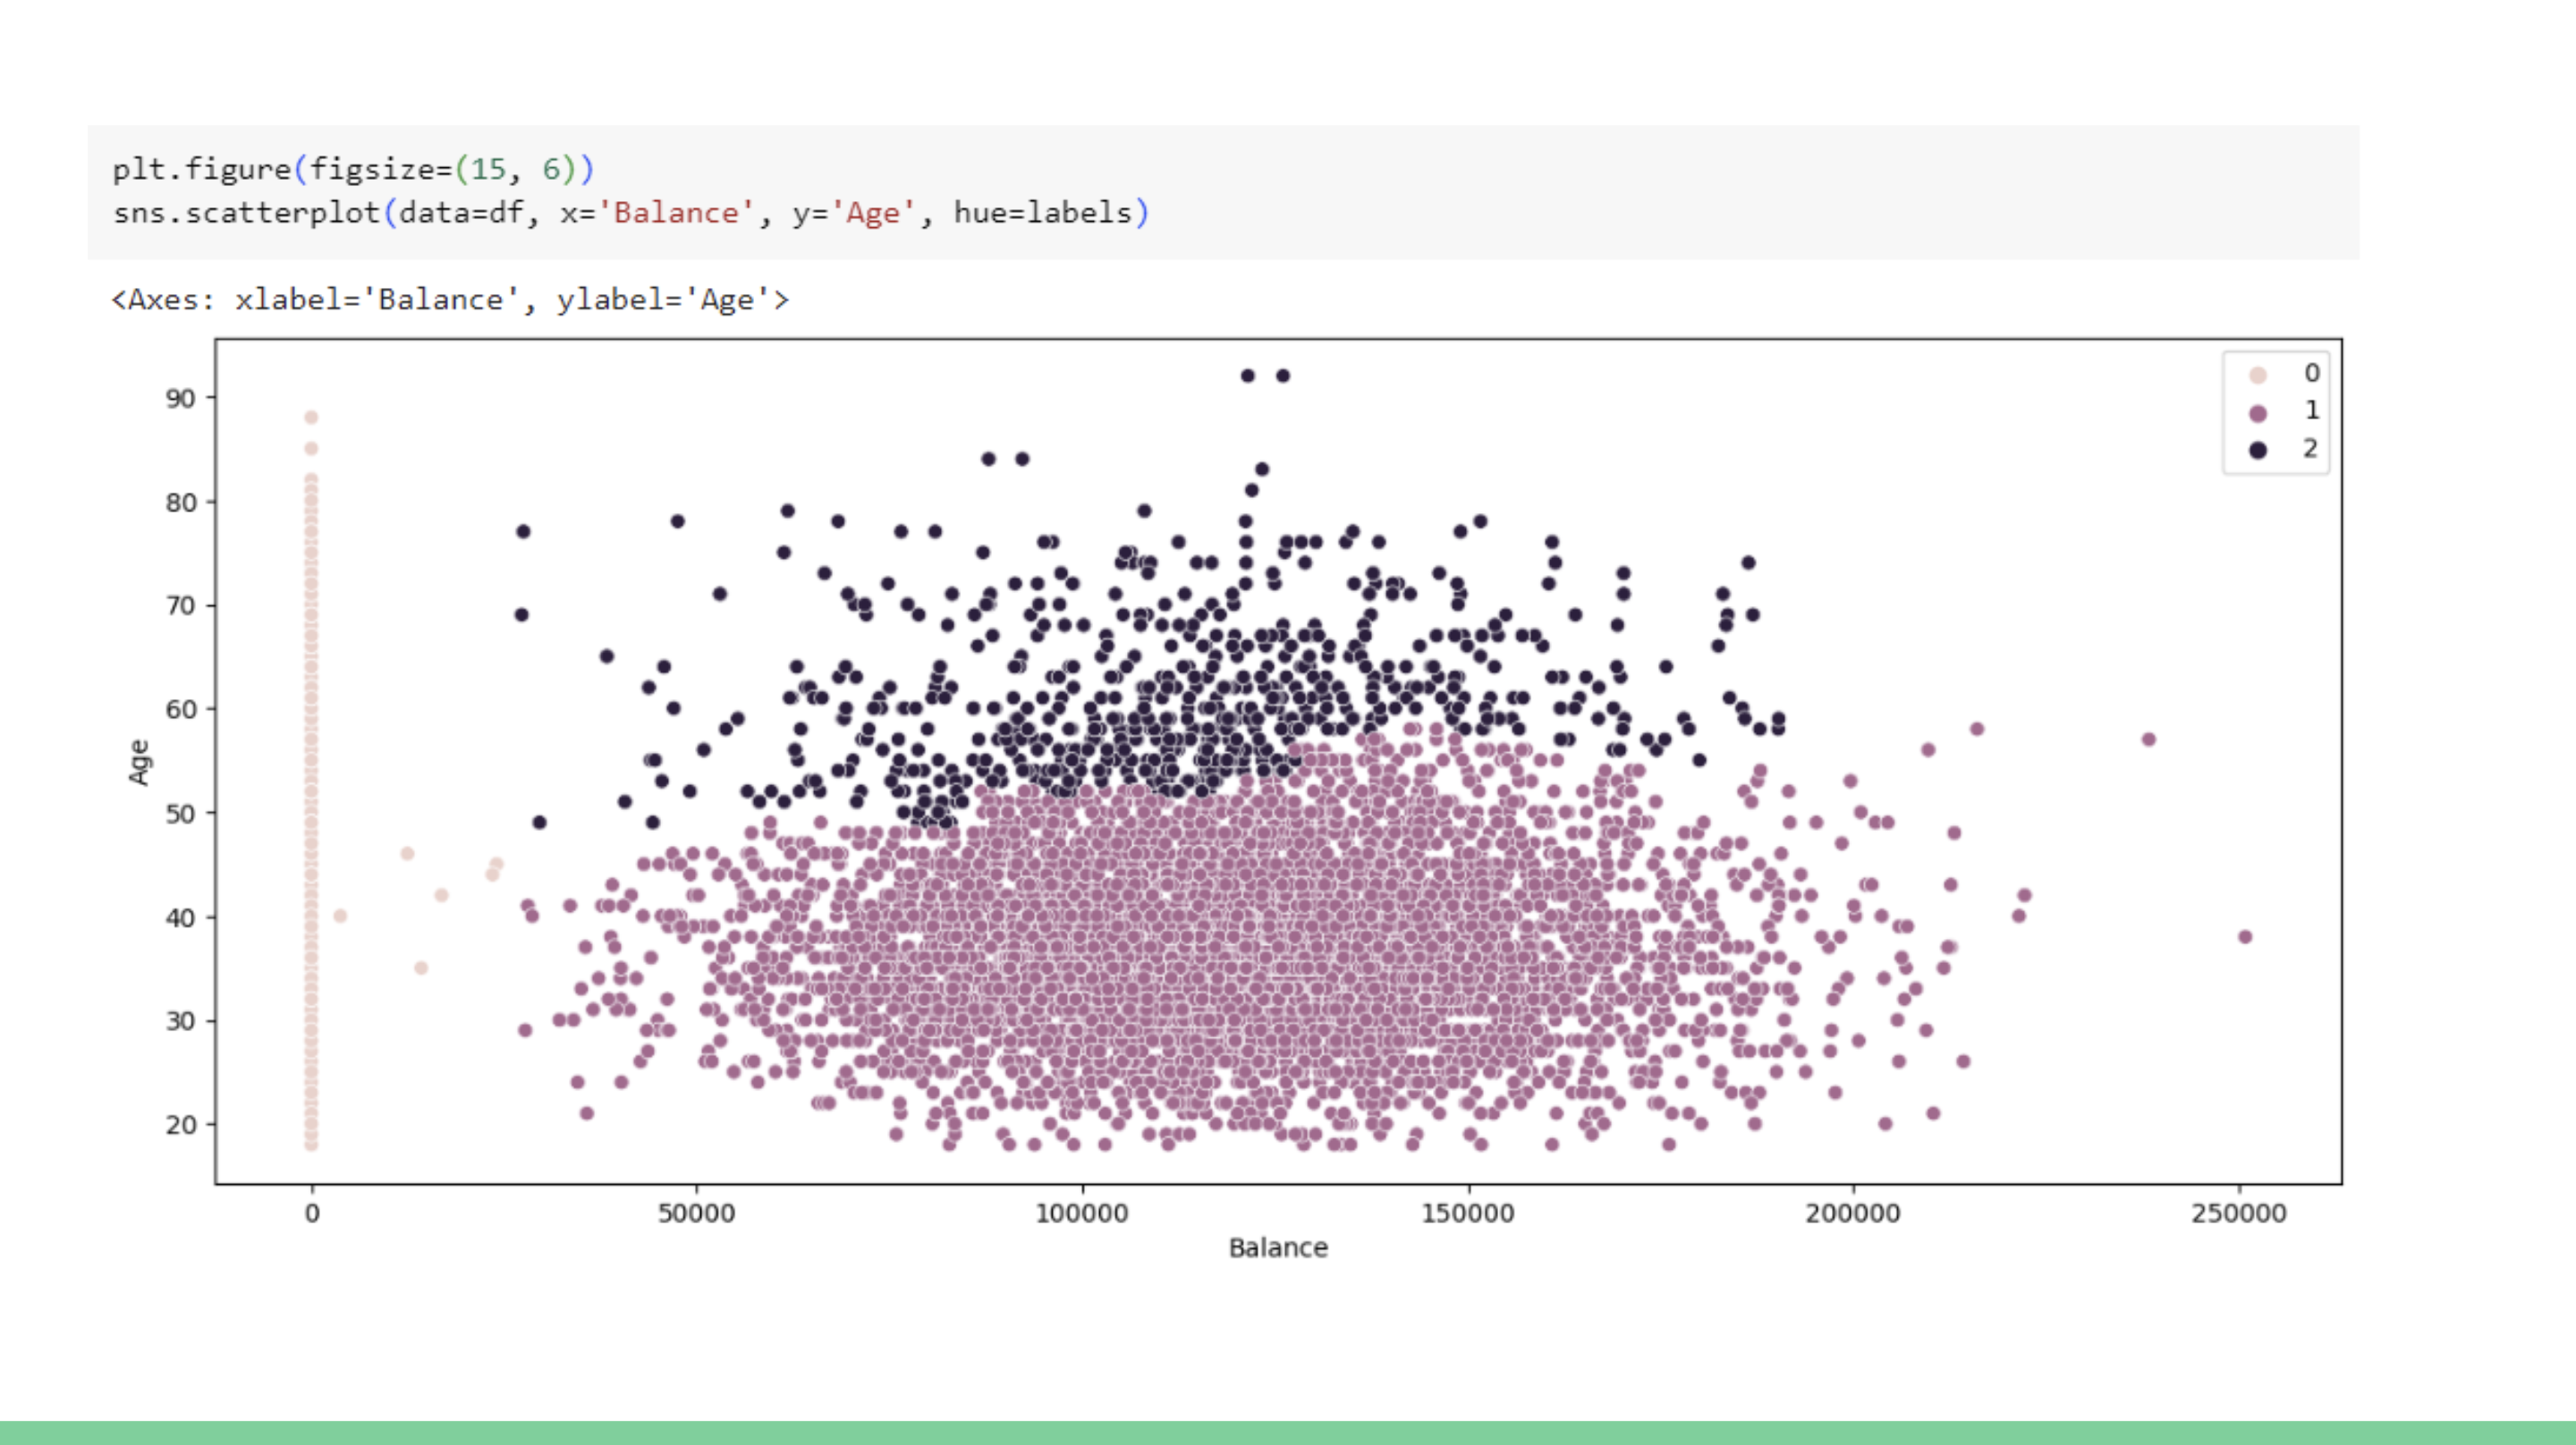 plt.figure(figsize=(15, 6))
sns.scatterplot(data=df, x='Balance', y='Age', hue=labels)
<Axes: xlabel='Balance', ylabel='Age'>
0
1
2
90
80
70
60
50
40
30
20
Age
0 50000 100000 150000 200000 250000
Balance